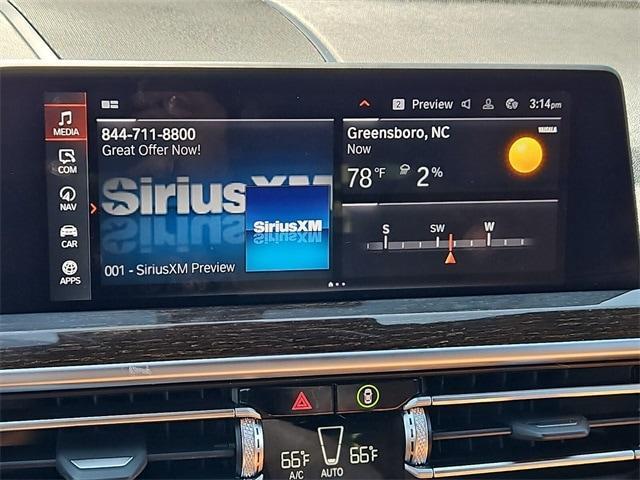 2 Preview 3:14pm
MEDIA
COM
NAV
CAR
APPS
844-711-8800
Great Offer Now!
SiriusXM
SiriusXM
001 - SiriusXM Preview
Greensboro, NC
Now
78°F 2%
S SW W
66°F AUTO 66°F
A/C